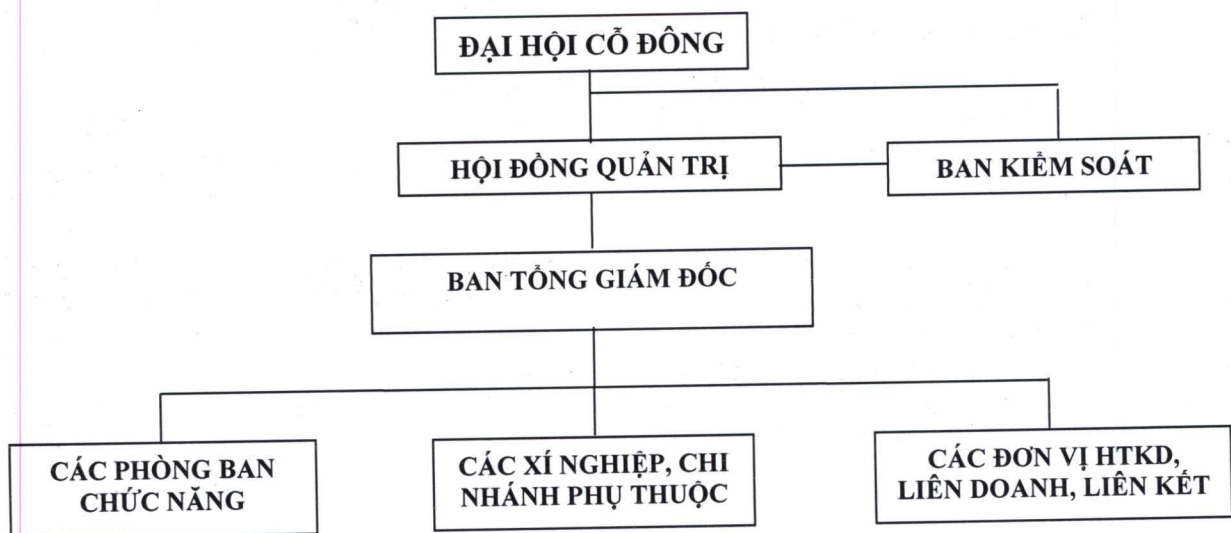 ĐẠI HỘI CỖ ĐÔNG
HỘI ĐỒNG QUẢN TRỊ
BAN KIỂM SOÁT
BAN TỔNG GIÁM ĐỐC
CÁC PHÒNG BAN
CHỨC NĂNG
CÁC XÍ NGHIỆP, CHI
NHÁNH PHỤ THUỘC
CÁC ĐƠN VỊ HTKD,
LIÊN DOANH, LIÊN KẾT